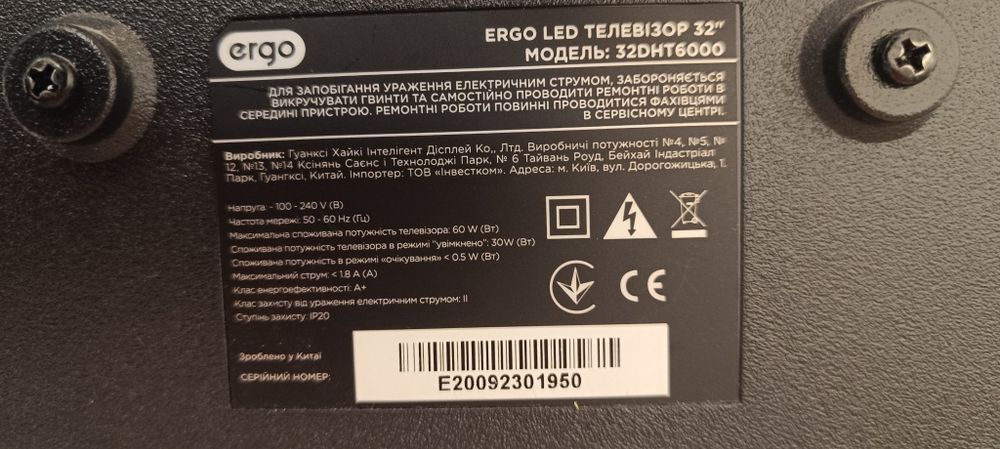 ergo
ERGO LED ТЕЛЕВІЗОР 32"
МОДЕЛЬ: 32DHT6000
ДЛЯ ЗАПОБІГАННЯ УРАЖЕННЯ ЕЛЕКТРИЧНИМ СТРУМОМ, ЗАБОРОНЯЄТЬСЯ
ВИКРУЧУВАТИ ГВИНТИ ТА САМОСТІЙНО ПРОВОДИТИ РЕМОНТНІ РОБОТИ В
СЕРЕДИНІ ПРИСТРОЮ. РЕМОНТНІ РОБОТИ ПОВИННІ ПРОВОДИТИСЯ ФАХІВЦЯМИ
В СЕРВІСНОМУ ЦЕНТРІ.
Виробник: Гуанксі Хайкі Інтелігент Дісплей Ко,, Лтд. Виробничі потужності №4, №5, №
12, №13, №14 Ксінянь Саєнс і Технолоджі Парк, № 6 Тайвань Роуд, Бейхай Індастріал
Парк, Гуангксі, Китай. Імпортер: ТОВ «Інвестком». Адреса: м. Київ, вул. Дорогожицька, 1.
Напруга: ~ 100 - 240 V (В)
Частота мережі: 50 - 60 Hz (Гц)
Максимальна споживана потужність телевізора: 60 W (Вт)
Споживана потужність телевізора в режимі "увімкнено": 30W (Вт)
Споживана потужність в режимі «очікування» < 0.5 W (Вт)
Максимальний струм: < 1.8 A (А)
Клас енергоефективності: A+
Клас захисту від ураження електричним струмом: II
Ступінь захисту: IP20
CE
Зроблено у Китаї
СЕРІЙНИЙ НОМЕР:
E20092301950